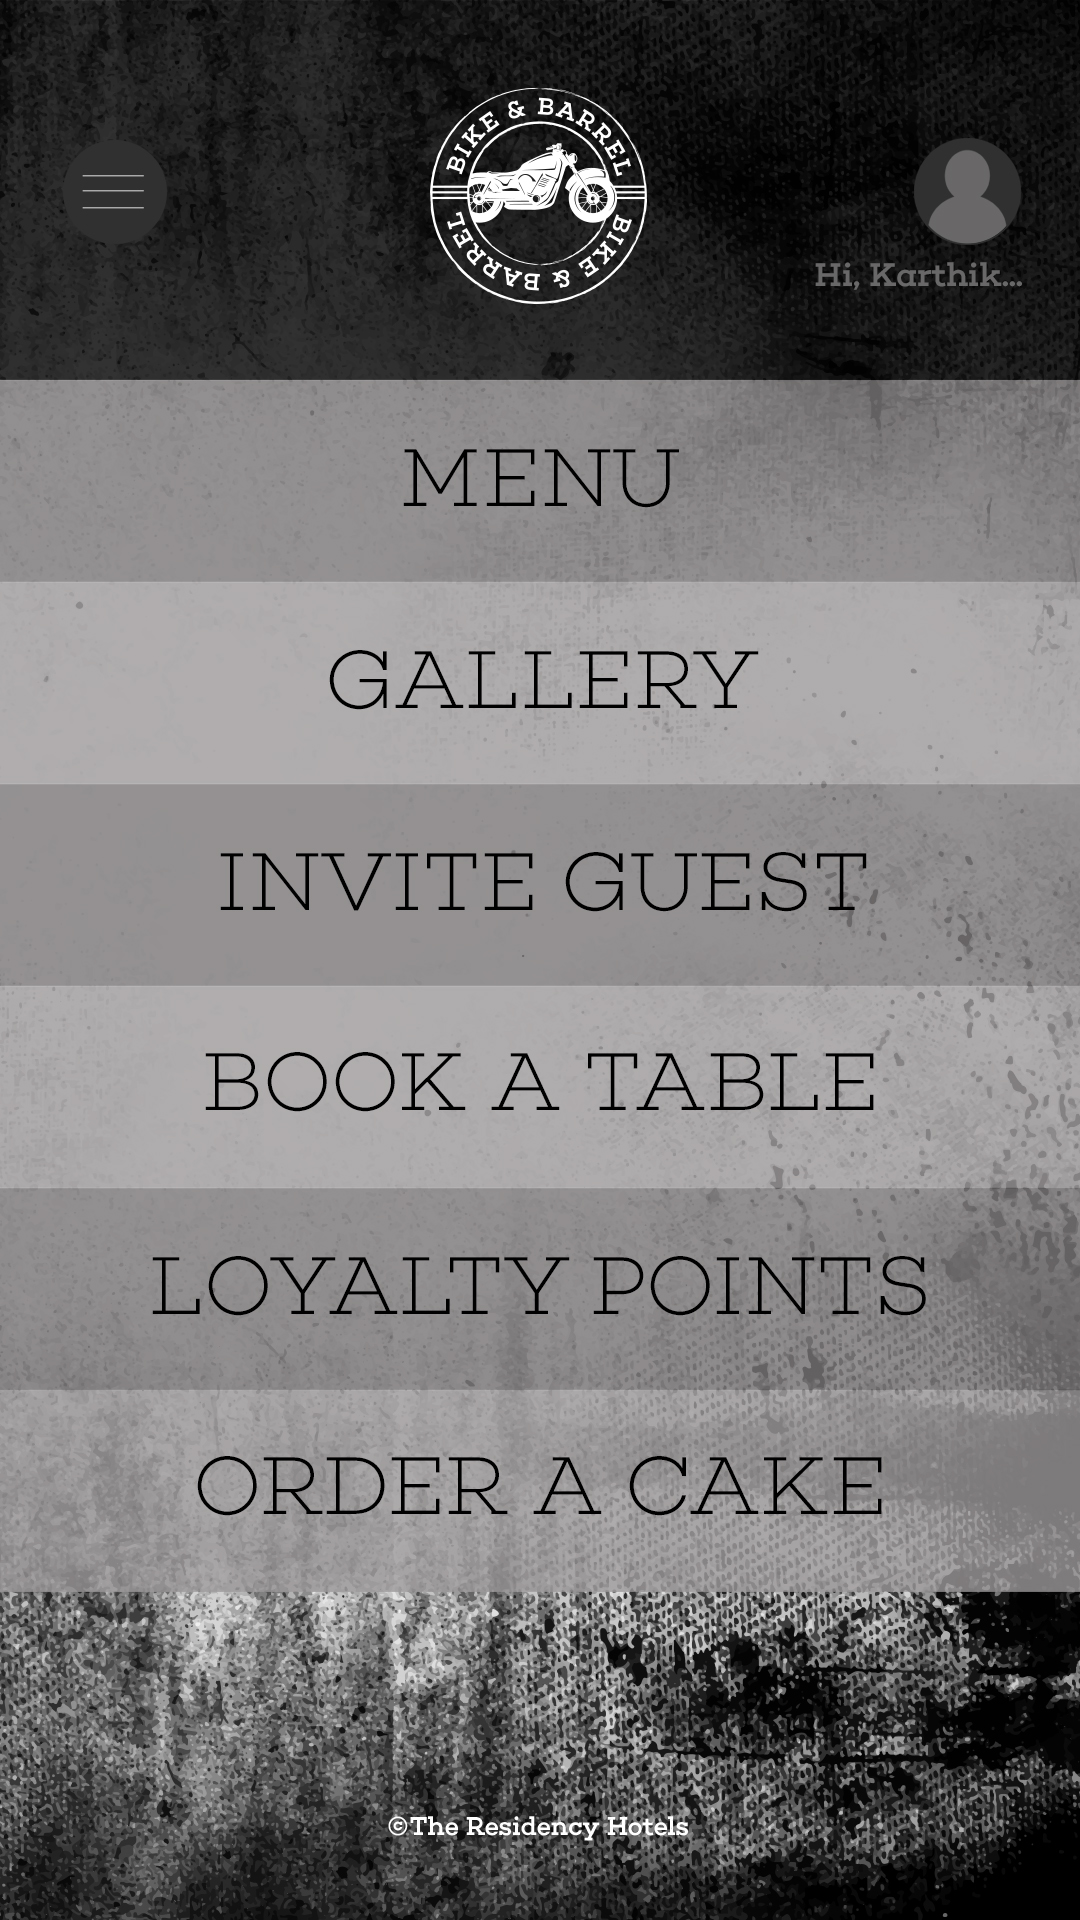 BIKE & BARREL
BIKE & BARREL
Hi, Karthik...
MENU
GALLERY
INVITE GUEST
BOOK A TABLE
LOYALTY POINTS
ORDER A CAKE
©The Residency Hotels